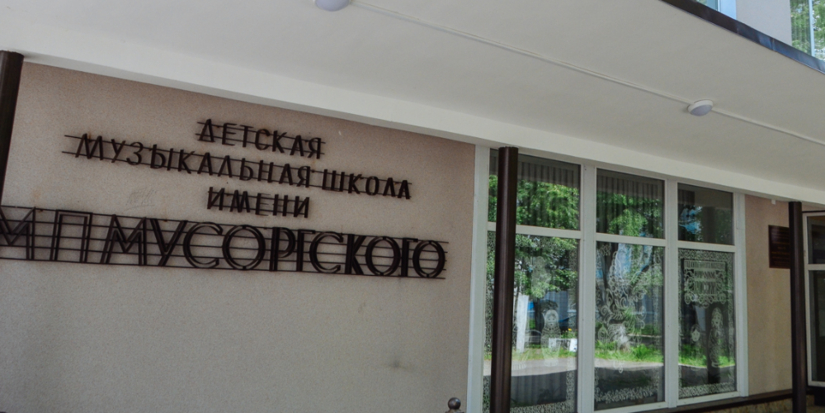 ДЕТСКАЯ
МУЗЫКАЛЬНАЯ ШКОЛА
ИМЕНИ
М П МУСОРГСКОГО